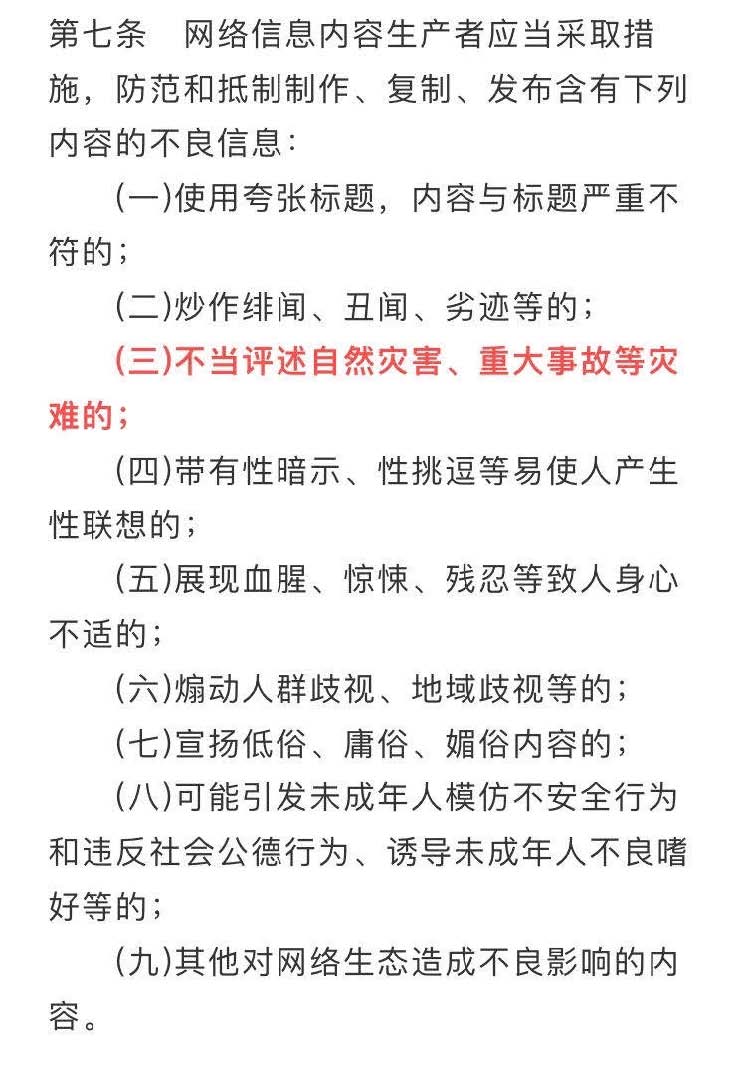 第七条　网络信息内容生产者应当采取措
施，防范和抵制制作、复制、发布含有下列
内容的不良信息：
(一)使用夸张标题，内容与标题严重不
符的；
(二)炒作绯闻、丑闻、劣迹等的；
(三)不当评述自然灾害、重大事故等灾
难的；
(四)带有性暗示、性挑逗等易使人产生
性联想的；
(五)展现血腥、惊悚、残忍等致人身心
不适的；
(六)煽动人群歧视、地域歧视等的；
(七)宣扬低俗、庸俗、媚俗内容的；
(八)可能引发未成年人模仿不安全行为
和违反社会公德行为、诱导未成年人不良嗜
好等的；
(九)其他对网络生态造成不良影响的内
容。